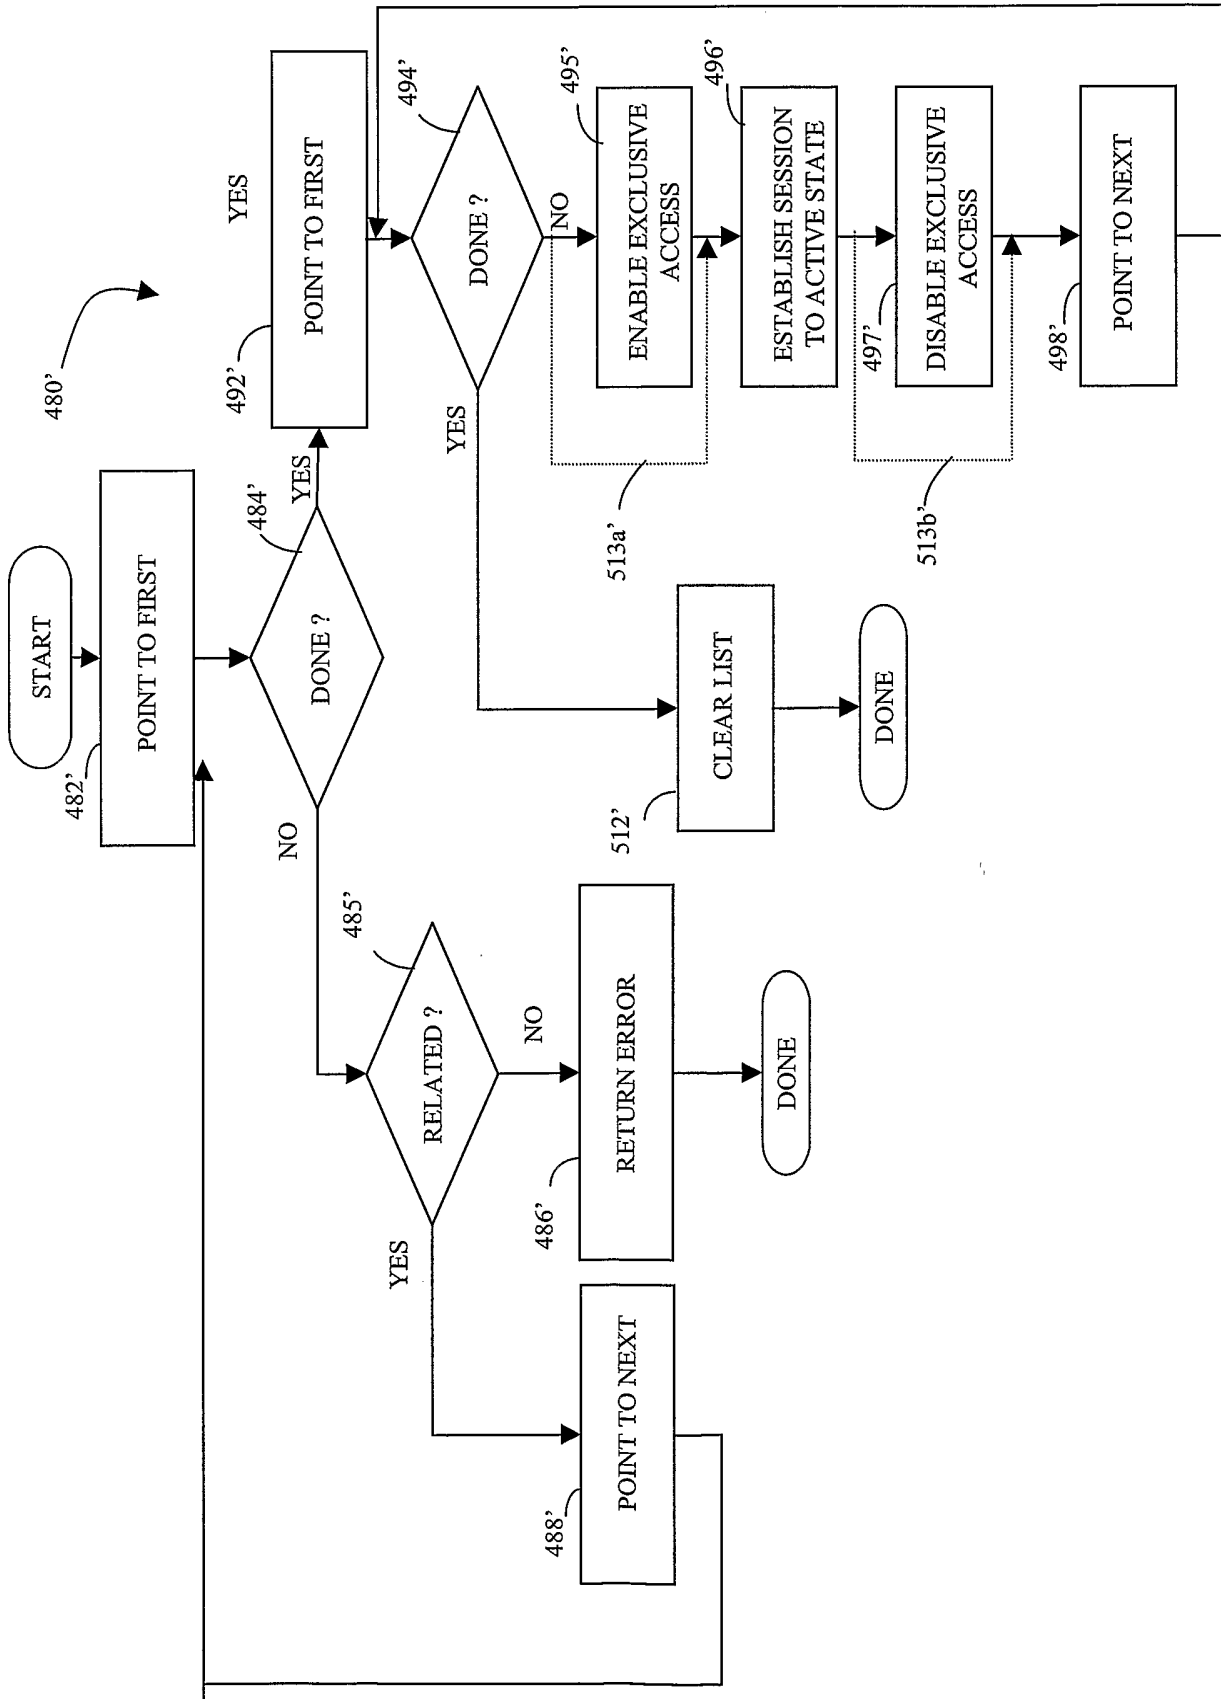 480'
START
482'
POINT TO FIRST
484'
DONE ?
YES
NO
492'
POINT TO FIRST
YES
494'
DONE ?
NO
YES
495'
ENABLE EXCLUSIVE
ACCESS
513a'
496'
ESTABLISH SESSION
TO ACTIVE STATE
497'
DISABLE EXCLUSIVE
ACCESS
513b'
498'
POINT TO NEXT
512'
CLEAR LIST
DONE
485'
RELATED ?
NO
YES
486'
RETURN ERROR
DONE
488'
POINT TO NEXT